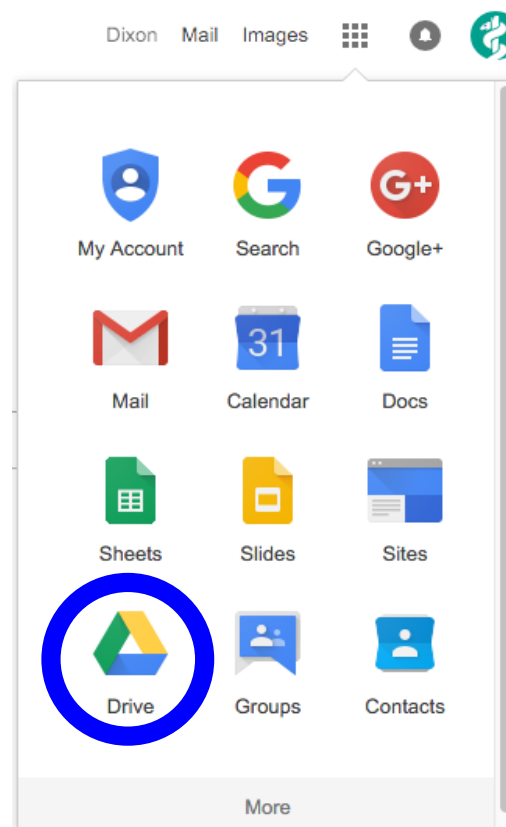 Dixon Mail Images
G G+
My Account Search Google+
31
Mail Calendar Docs
Sheets Slides Sites
Drive Groups Contacts
More